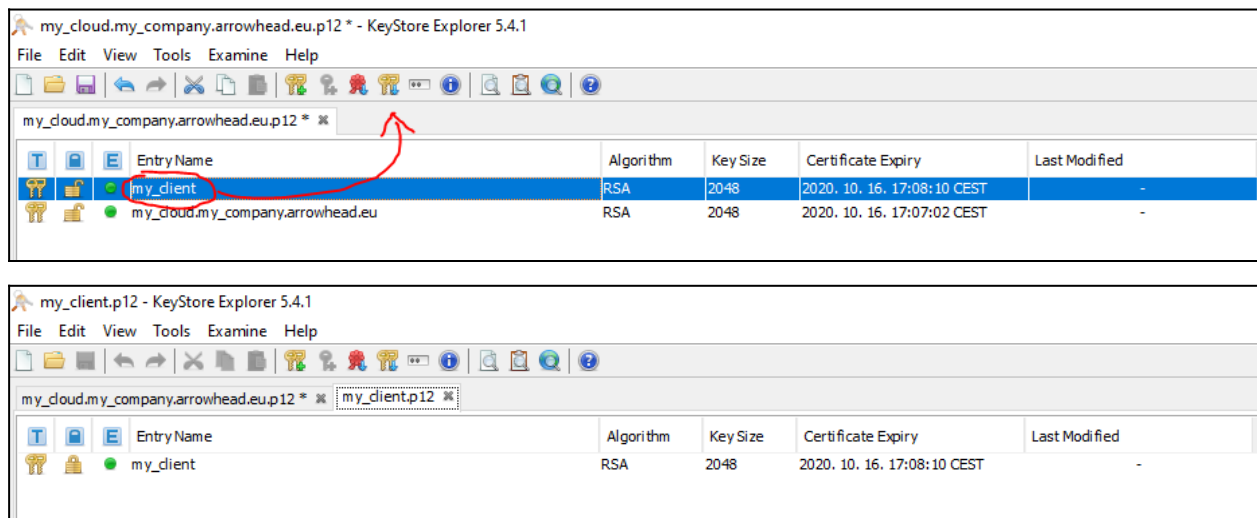 my_cloud.my_company.arrowhead.eu.p12 * - KeyStore Explorer 5.4.1
File Edit View Tools Examine Help
my_cloud.my_company.arrowhead.eu.p12 *
T E Entry Name Algorithm Key Size Certificate Expiry Last Modified
my_client RSA 2048 2020. 10. 16. 17:08:10 CEST -
my_cloud.my_company.arrowhead.eu RSA 2048 2020. 10. 16. 17:07:02 CEST -
my_client.p12 - KeyStore Explorer 5.4.1
File Edit View Tools Examine Help
my_cloud.my_company.arrowhead.eu.p12 * my_client.p12
T E Entry Name Algorithm Key Size Certificate Expiry Last Modified
my_client RSA 2048 2020. 10. 16. 17:08:10 CEST -